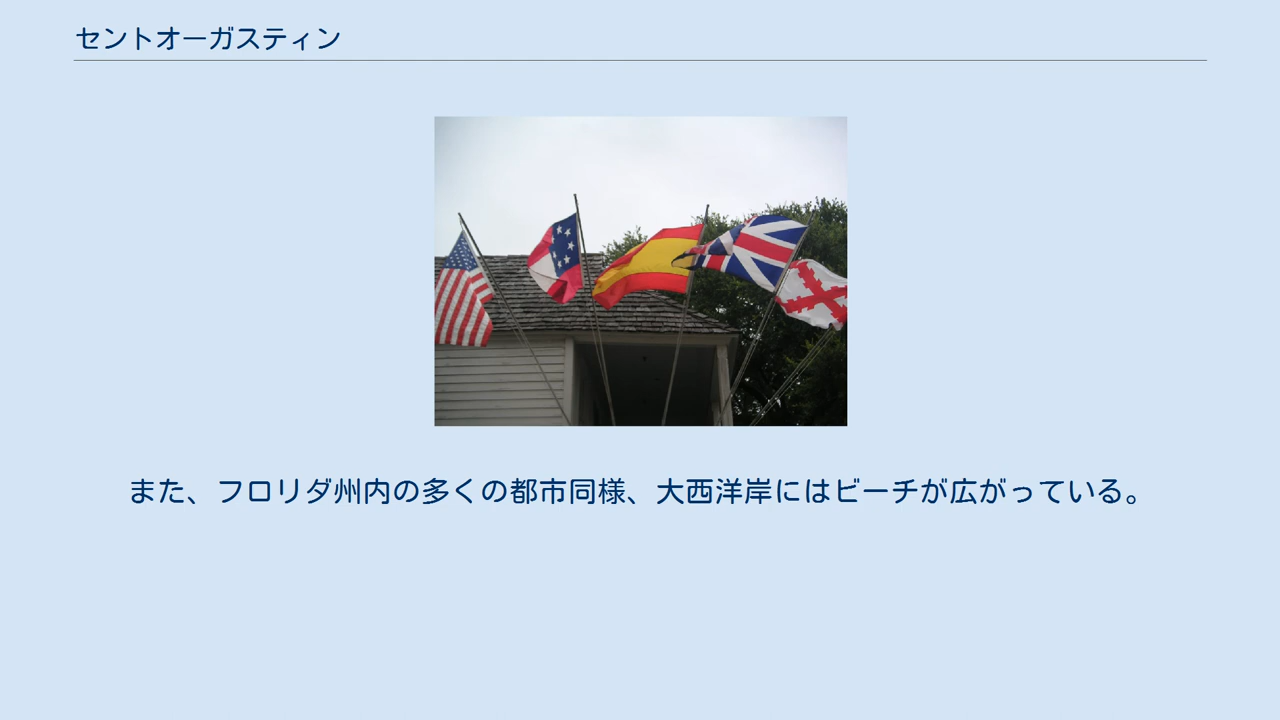 セントオーガスティン
また、フロリダ州内の多くの都市同様、大西洋岸にはビーチが広がっている。